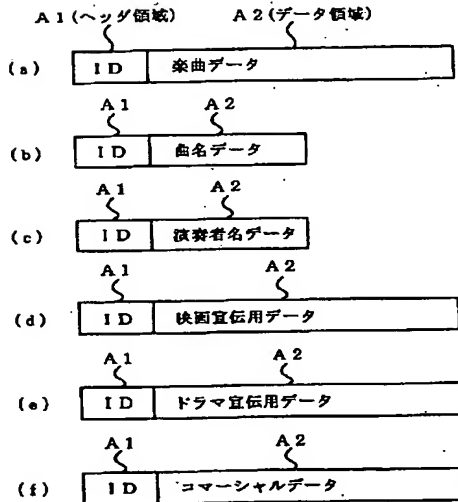 A1(ヘッダ領域) A2(データ領域)
(a) ID 楽曲データ
A1 A2
(b) ID 曲名データ
A1 A2
(c) ID 演奏者名データ
A1 A2
(d) ID 映画宣伝用データ
A1 A2
(e) ID ドラマ宣伝用データ
A1 A2
(f) ID コマーシャルデータ